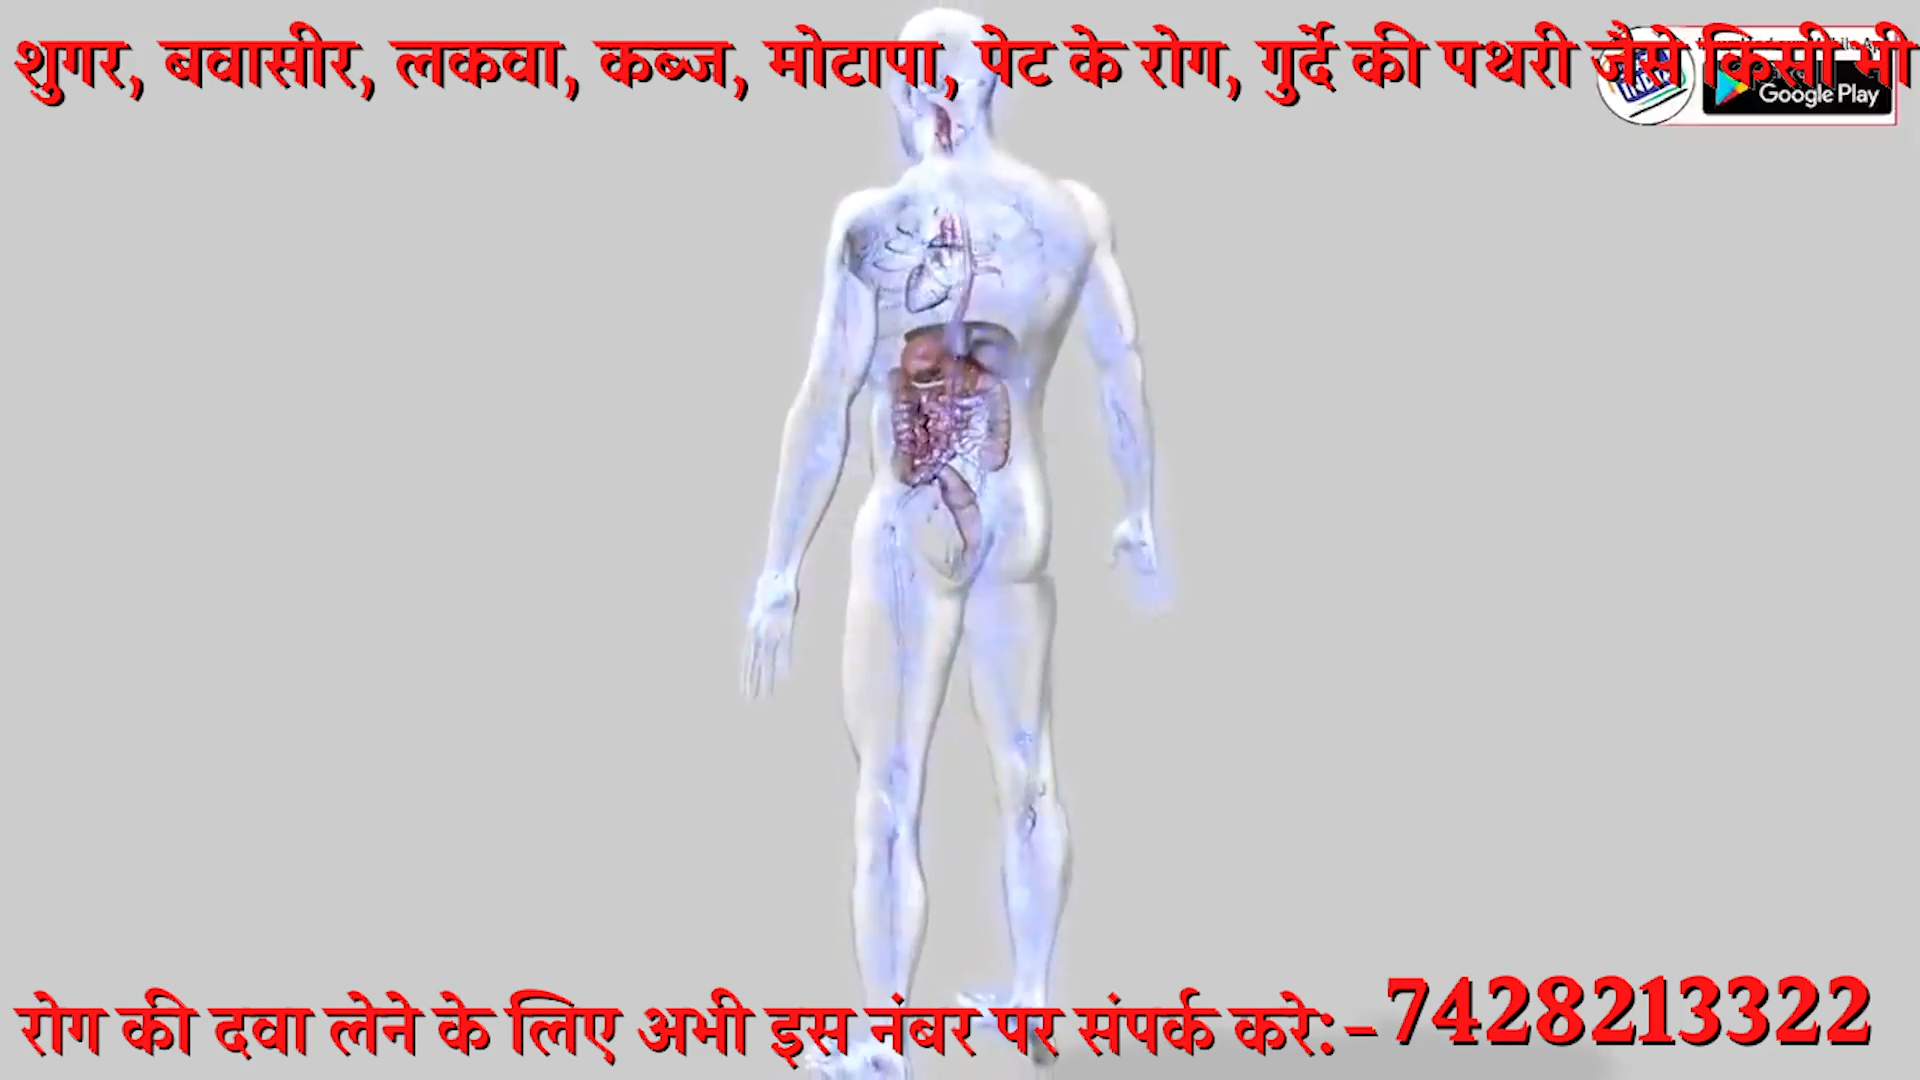 शुगर, बवासीर, लकवा, कब्ज, मोटापा, पेट के रोग, गुर्दे की पथरी जैसे किसी भी
Google Play
रोग की दवा लेने के लिए अभी इस नंबर पर संपर्क करे:-7428213322